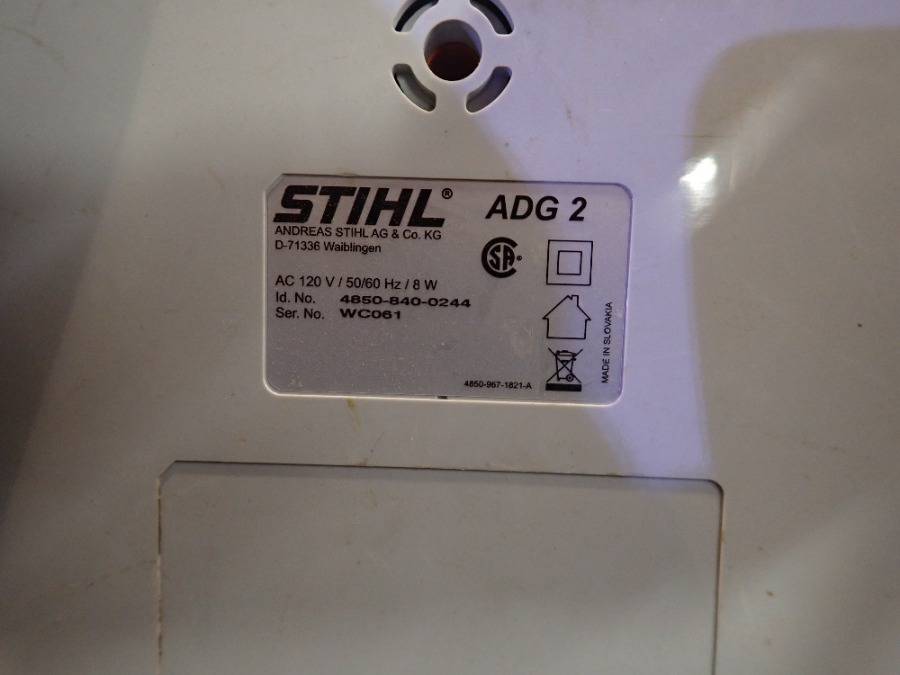 STIHL® ADG 2
ANDREAS STIHL AG & Co. KG
D-71336 Waiblingen
SA
AC 120 V / 50/60 Hz / 8 W
Id. No. 4850-840-0244
Ser. No. WC061
MADE IN SLOVAKIA
4850-967-1821-A